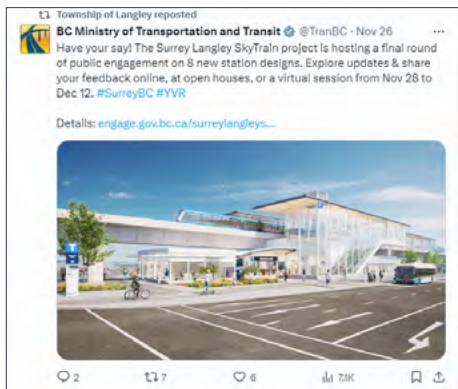 Township of Langley reposted
BC Ministry of Transportation and Transit @TranBC · Nov 26
Have your say! The Surrey Langley SkyTrain project is hosting a final round
of public engagement on 8 new station designs. Explore updates & share
your feedback online, at open houses, or a virtual session from Nov 28 to
Dec 12. #SurreyBC #YVR
Details: engage.gov.bc.ca/surreylangleys...
T
2
7
6
7.1K